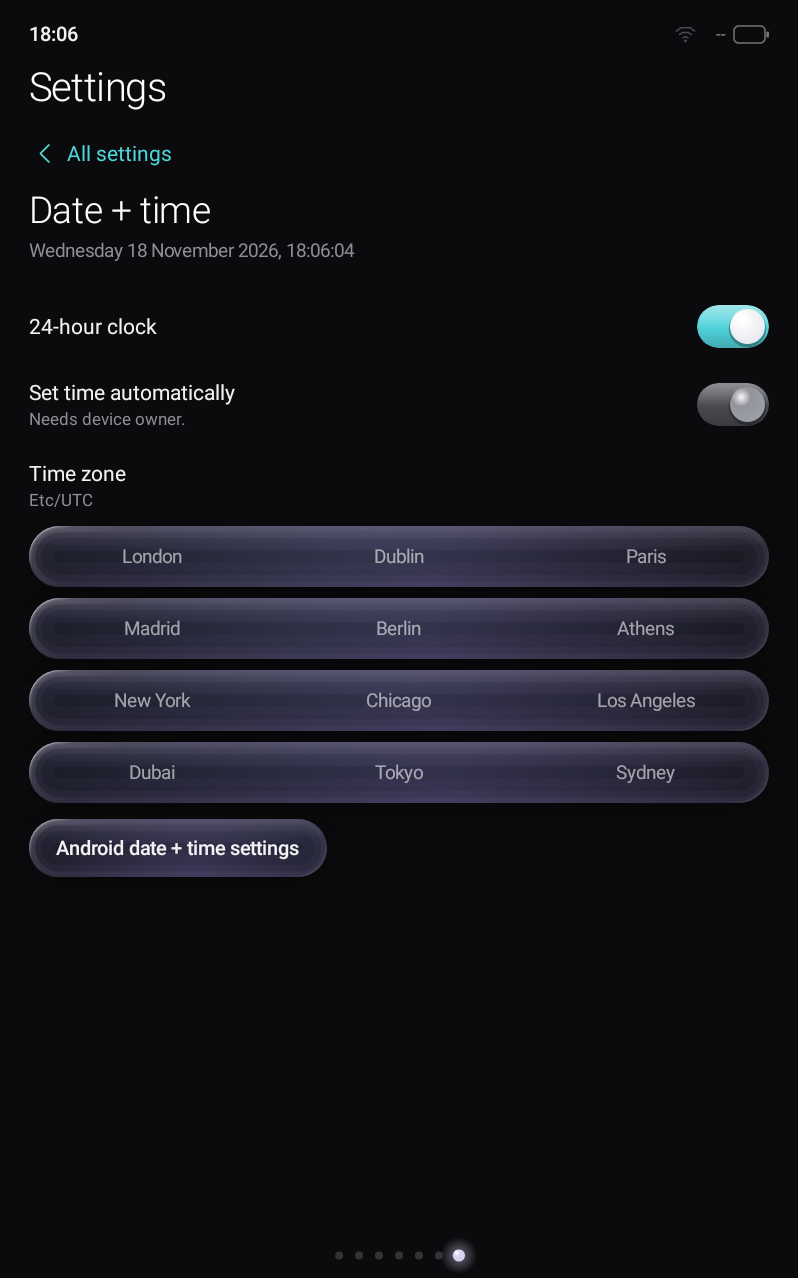 18:06 --
Settings
All settings
Date + time
Wednesday 18 November 2026, 18:06:04
24-hour clock
Set time automatically
Needs device owner.
Time zone
Etc/UTC
London Dublin Paris
Madrid Berlin Athens
New York Chicago Los Angeles
Dubai Tokyo Sydney
Android date + time settings